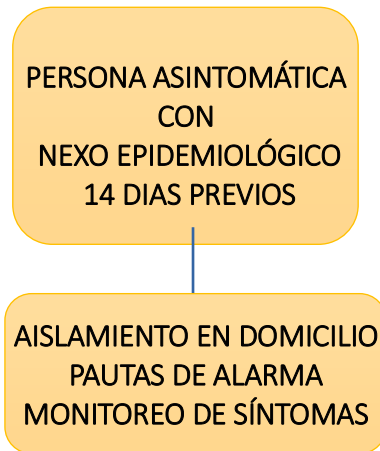 PERSONA ASINTOMÁTICA
CON
NEXO EPIDEMIOLÓGICO
14 DIAS PREVIOS
AISLAMIENTO EN DOMICILIO
PAUTAS DE ALARMA
MONITOREO DE SÍNTOMAS